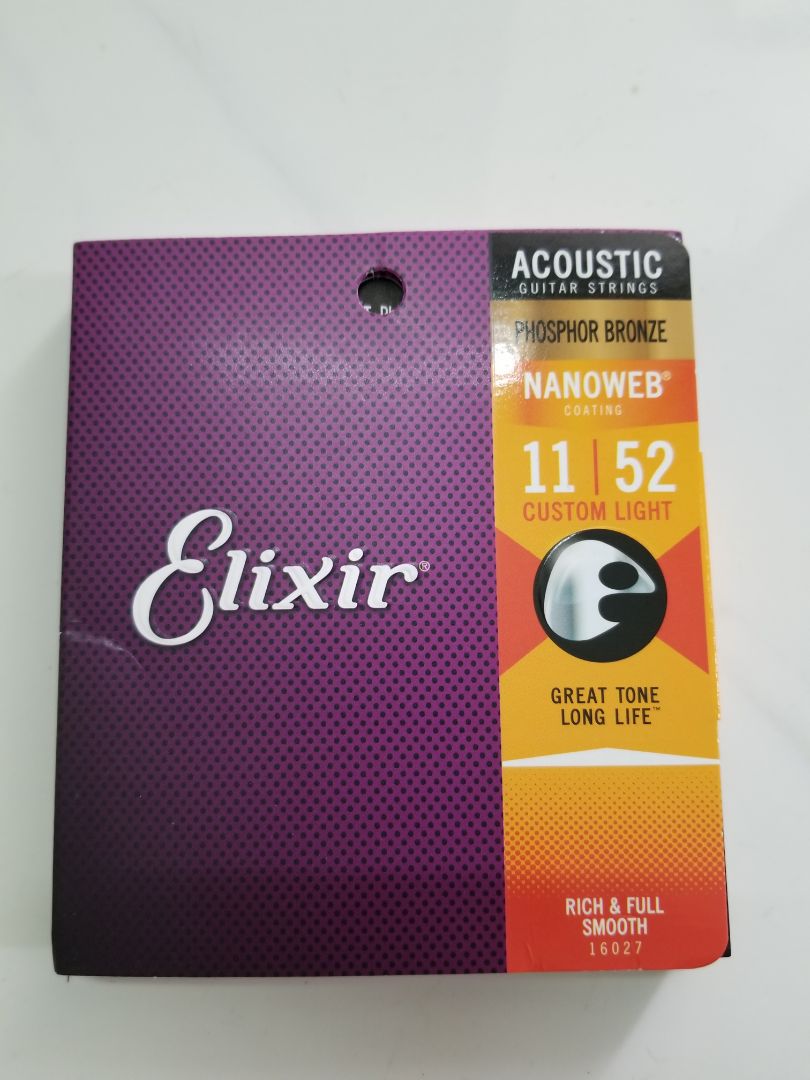 Elixir®
ACOUSTIC
GUITAR STRINGS
PHOSPHOR BRONZE
NANOWEB®
COATING
11 | 52
CUSTOM LIGHT
GREAT TONE
LONG LIFE™
RICH & FULL
SMOOTH
16027